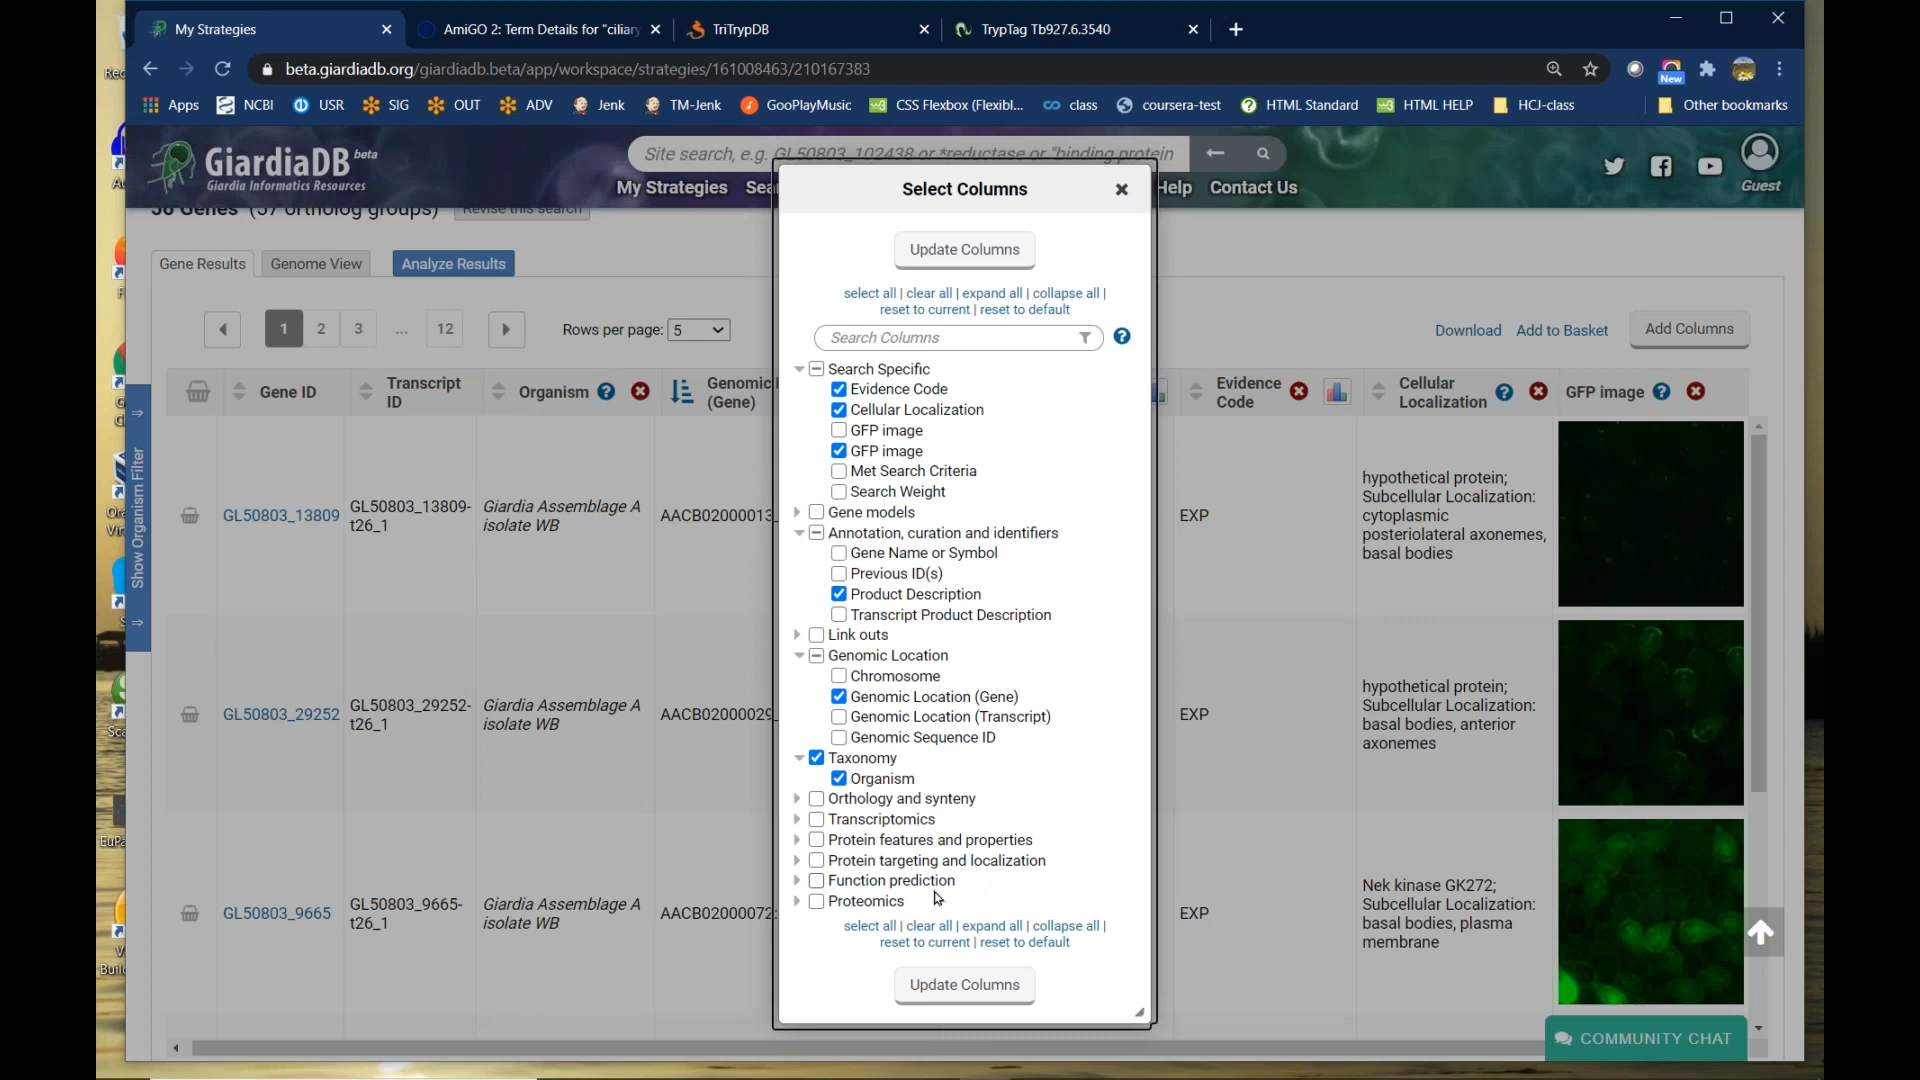 My Strategies
AmiGO 2: Term Details for "ciliary
TriTrypDB
TrypTag Tb927.6.3540
beta.giardiadb.org/giardiadb.beta/app/workspace/strategies/161008463/210167383
New
Apps NCBI USR SIG OUT ADV Jenk TM-Jenk GooPlayMusic CSS Flexbox (Flexibl... class coursera-test HTML Standard HTML HELP HCJ-class Other bookmarks
GiardiaDB beta
Giardia Informatics Resources
Site search, e.g. GL50803_102438 or *reductase or "binding protein
My Strategies Help Contact Us
Guest
Genes (57 ortholog groups) Revise this search
Gene Results Genome View Analyze Results
1 2 3 ... 12 Rows per page: 5
Download Add to Basket Add Columns
Show Organism Filter
Gene ID
Transcript
ID
Organism
Genomic
(Gene)
Evidence
Code
Cellular
Localization
GFP image
GL50803_13809
GL50803_13809-
t26_1
Giardia Assemblage A
isolate WB
AACB02000013
EXP
hypothetical protein;
Subcellular Localization:
cytoplasmic
posteriolateral axonemes,
basal bodies
GL50803_29252
GL50803_29252-
t26_1
Giardia Assemblage A
isolate WB
AACB02000029
EXP
hypothetical protein;
Subcellular Localization:
basal bodies, anterior
axonemes
GL50803_9665
GL50803_9665-
t26_1
Giardia Assemblage A
isolate WB
AACB02000072
EXP
Nek kinase GK272;
Subcellular Localization:
basal bodies, plasma
membrane
Select Columns
Update Columns
select all | clear all | expand all | collapse all |
reset to current | reset to default
Search Columns
Search Specific
Evidence Code
Cellular Localization
GFP image
GFP image
Met Search Criteria
Search Weight
Gene models
Annotation, curation and identifiers
Gene Name or Symbol
Previous ID(s)
Product Description
Transcript Product Description
Link outs
Genomic Location
Chromosome
Genomic Location (Gene)
Genomic Location (Transcript)
Genomic Sequence ID
Taxonomy
Organism
Orthology and synteny
Transcriptomics
Protein features and properties
Protein targeting and localization
Function prediction
Proteomics
select all | clear all | expand all | collapse all |
reset to current | reset to default
Update Columns
COMMUNITY CHAT